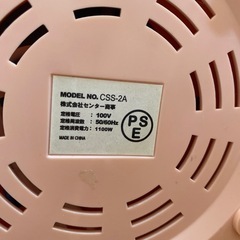 MODEL NO. CSS-2A
株式会社センター商事
定格電圧 : 100V
定格周波数 : 50/60Hz
定格消費電力 : 1100W
MADE IN CHINA
PS
E